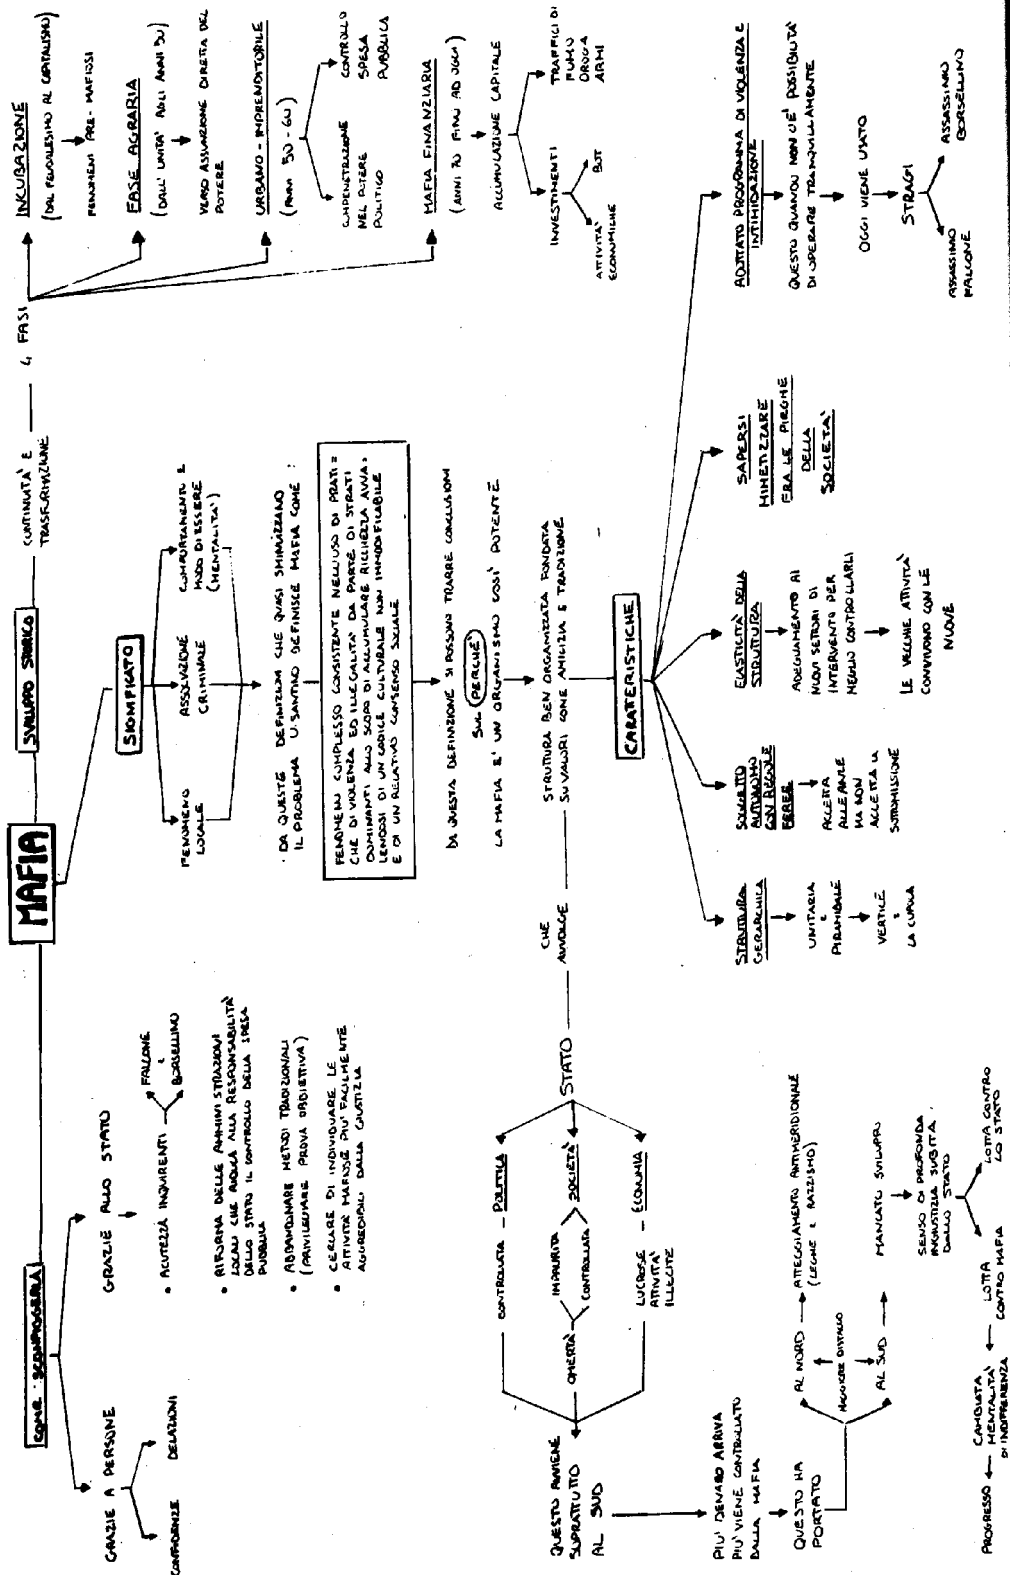 MAFIA
COME SCONFIGGERLA
GRAZIE A PERSONE
CONFIDENZE
DELAZIONI
GRAZIE ALLO STATO
• ACUTEZZA INQUIRENTI
FALCONE
E
BORSELLINO
• RIFORMA DELLE AMMINISTRAZIONI
LOCALI CHE
ALLA RESPONSABILITÀ
DELLO STATO IL CONTROLLO DELLA SPESA
PUBBLICA
• ABBANDONARE METODI TRADIZIONALI
(PRIVILEGIARE PROVA OBBIETTIVA)
• CERCARE DI INDIVIDUARE LE
ATTIVITÀ MAFIOSE PIÙ FACILMENTE
AGGREDIBILI DALLA GIUSTIZIA
SVILUPPO STORICO
CONTINUITÀ E
TRASFORMAZIONE
4 FASI
INCUBAZIONE
(DAL FEUDALESIMO AL CAPITALISMO)
FENOMENI PRE-MAFIOSI
FASE AGRARIA
(DALL'UNITÀ AGLI ANNI 50)
VERSO ASSUNZIONE DIRETTA DEL
POTERE
URBANO-IMPRENDITORILE
(ANNI 50-60)
COMPENETRAZIONE
NEL POTERE
POLITICO
CONTROLLO
SPESA
PUBBLICA
MAFIA FINANZIARIA
(ANNI 70 FINO AD OGGI)
ACCUMULAZIONE CAPITALE
INVESTIMENTI
ATTIVITÀ
ECONOMICHE
BOT
TRAFFICI DI
FUMO
DROGA
ARMI
SIGNIFICATO
FENOMENO
LOCALE
ASSOCIAZIONE
CRIMINALE
COMPORTAMENTI E
MODO DI ESSERE
(MENTALITÀ)
DA QUESTE DEFINIZIONI CHE QUASI SMINUIZZANO
IL PROBLEMA U. SANTINO DEFINISCE MAFIA COME:
FENOMENO COMPLESSO CONSISTENTE NELL'USO DI PRATI=
CHE DI VIOLENZA ED ILLEGALITÀ DA PARTE DI STRATI
DOMINANTI ALLO SCOPO DI ACCUMULARE RICHEZZA AVVA=
LENDOSI DI UN CODICE CULTURALE NON IMMODIFICABILE
E DI UN RELATIVO CONSENSO SOCIALE
DA QUESTA DEFINIZIONE SI POSSONO TRARRE CONCLUSIONI
SUL PERCHÈ
LA MAFIA E' UN ORGANISMO COSÌ POTENTE
STRUTTURA BEN ORGANIZZATA FONDATA
SU VALORI COME AMICIZIA E TRADIZIONE
CHE
AVVOLGE
STATO
POLITICA
CONTROLLATA
SOCIETÀ
IMPAURITA
CONTROLLATA
OMERTÀ
ECONOMIA
LUCROSE
ATTIVITÀ
ILLECITE
QUESTO AVVIENE
SOPRATTUTTO
AL SUD
PIÙ DENARO ARRIVA
PIÙ VIENE CONTROLLATO
DALLA MAFIA
QUESTO HA
PORTATO
MAGGIORE DISTACCO
AL NORD
ATTEGGIAMENTO ANTIMERIDIONALE
(LEGHE E RAZZISMO)
AL SUD
MANCATO SVILUPPO
SENSO DI PROFONDA
INGIUSTIZIA SUBITA
DALLO STATO
LOTTA CONTRO
LO STATO
LOTTA
CONTRO MAFIA
CAMBIATA
MENTALITÀ
DI INDIFFERENZA
PROGRESSO
CARATTERISTICHE
STRUTTURA
GERARCHICA
UNITARIA
E
PIRAMIDALE
VERTICE
LA CUPOLA
SOGGETTO
AUTONOMO
CON REGOLE
FEREE
ACCETTA
ALLEANZE
MA NON
ACCETTA LA
SOTTOMISSIONE
ELASTICITÀ DELLA
STRUTTURA
ADEGUAMENTO AI
NUOVI SETTORI DI
INTERVENTO PER
MEGLIO CONTROLLARLI
LE VECCHIE ATTIVITÀ
CONVIVONO CON LE
NUOVE
SAPERSI
MIMETIZZARE
FRA LE PIEGHE
DELLA
SOCIETÀ
ADOTTATO PROGRAMMA DI VIOLENZA E
INTIMIDAZIONE
QUESTO QUANDO NON C'E' POSSIBILITÀ
DI OPERARE TRANQUILLAMENTE
OGGI VIENE USATO
STRAGI
ASSASSINIO
FALCONE
ASSASSINIO
BORSELLINO